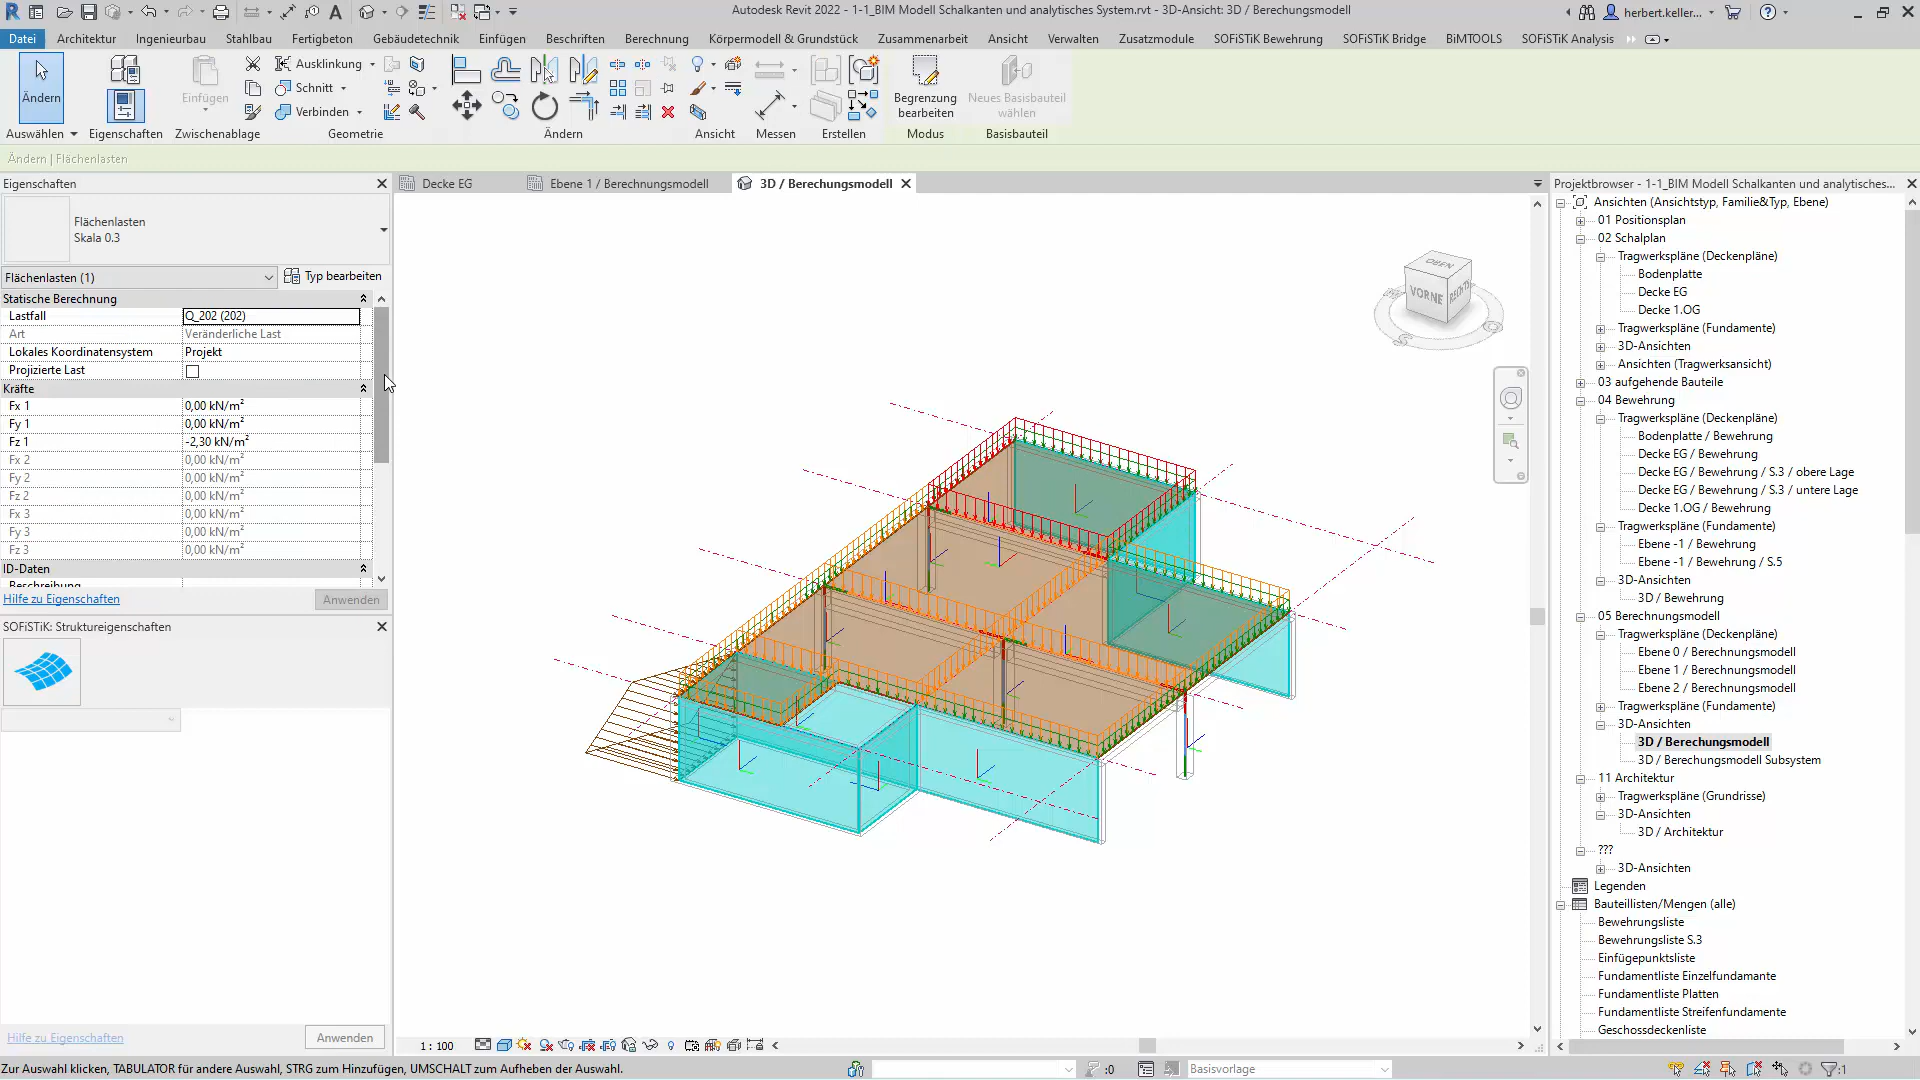 Autodesk Revit 2022 - 1-1_BIM Modell Schalkanten und analytisches System.rvt - 3D-Ansicht: 3D / Berechungsmodell
herbert.keller...
Datei Architektur Ingenieurbau Stahlbau Fertigbeton Gebäudetechnik Einfügen Beschriften Berechnung Körpermodell & Grundstück Zusammenarbeit Ansicht Verwalten Zusatzmodule SOFiSTiK Bewehrung SOFiSTiK Bridge BiMTOOLS SOFiSTiK Analysis
Ändern
Einfügen
Ausklinkung
Schnitt
Verbinden
Begrenzung bearbeiten
Neues Basisbauteil wählen
Auswählen Eigenschaften Zwischenablage Geometrie Ändern Ansicht Messen Erstellen Modus Basisbauteil
Ändern | Flächenlasten
Eigenschaften
Flächenlasten
Skala 0.3
Flächenlasten (1)
Typ bearbeiten
Statische Berechnung
Lastfall Q_202 (202)
Art Veränderliche Last
Lokales Koordinatensystem Projekt
Projizierte Last
Kräfte
Fx 1 0,00 kN/m²
Fy 1 0,00 kN/m²
Fz 1 -2,30 kN/m²
Fx 2 0,00 kN/m²
Fy 2 0,00 kN/m²
Fz 2 0,00 kN/m²
Fx 3 0,00 kN/m²
Fy 3 0,00 kN/m²
Fz 3 0,00 kN/m²
ID-Daten
Beschreibung
Hilfe zu Eigenschaften
Anwenden
SOFiSTiK: Struktureigenschaften
Hilfe zu Eigenschaften
Anwenden
Decke EG
Ebene 1 / Berechnungsmodell
3D / Berechungsmodell
OBEN
VORNE
RECHTS
S
1 : 100
Projektbrowser - 1-1_BIM Modell Schalkanten und analytisches...
Ansichten (Ansichtstyp, Familie&Typ, Ebene)
01 Positionsplan
02 Schalplan
Tragwerkspläne (Deckenpläne)
Bodenplatte
Decke EG
Decke 1.OG
Tragwerkspläne (Fundamente)
3D-Ansichten
Ansichten (Tragwerksansicht)
03 aufgehende Bauteile
04 Bewehrung
Tragwerkspläne (Deckenpläne)
Bodenplatte / Bewehrung
Decke EG / Bewehrung
Decke EG / Bewehrung / S.3 / obere Lage
Decke EG / Bewehrung / S.3 / untere Lage
Decke 1.OG / Bewehrung
Tragwerkspläne (Fundamente)
Ebene -1 / Bewehrung
Ebene -1 / Bewehrung / S.5
3D-Ansichten
3D / Bewehrung
05 Berechnungsmodell
Tragwerkspläne (Deckenpläne)
Ebene 0 / Berechnungsmodell
Ebene 1 / Berechnungsmodell
Ebene 2 / Berechnungsmodell
Tragwerkspläne (Fundamente)
3D-Ansichten
3D / Berechungsmodell
3D / Berechungsmodell Subsystem
11 Architektur
Tragwerkspläne (Grundrisse)
3D-Ansichten
3D / Architektur
???
3D-Ansichten
Legenden
Bauteillisten/Mengen (alle)
Bewehrungsliste
Bewehrungsliste S.3
Einfügepunktsliste
Fundamentliste Einzelfundamante
Fundamentliste Platten
Fundamentliste Streifenfundamente
Geschossdeckenliste
Zur Auswahl klicken, TABULATOR für andere Auswahl, STRG zum Hinzufügen, UMSCHALT zum Aufheben der Auswahl.
:0
Basisvorlage
:1